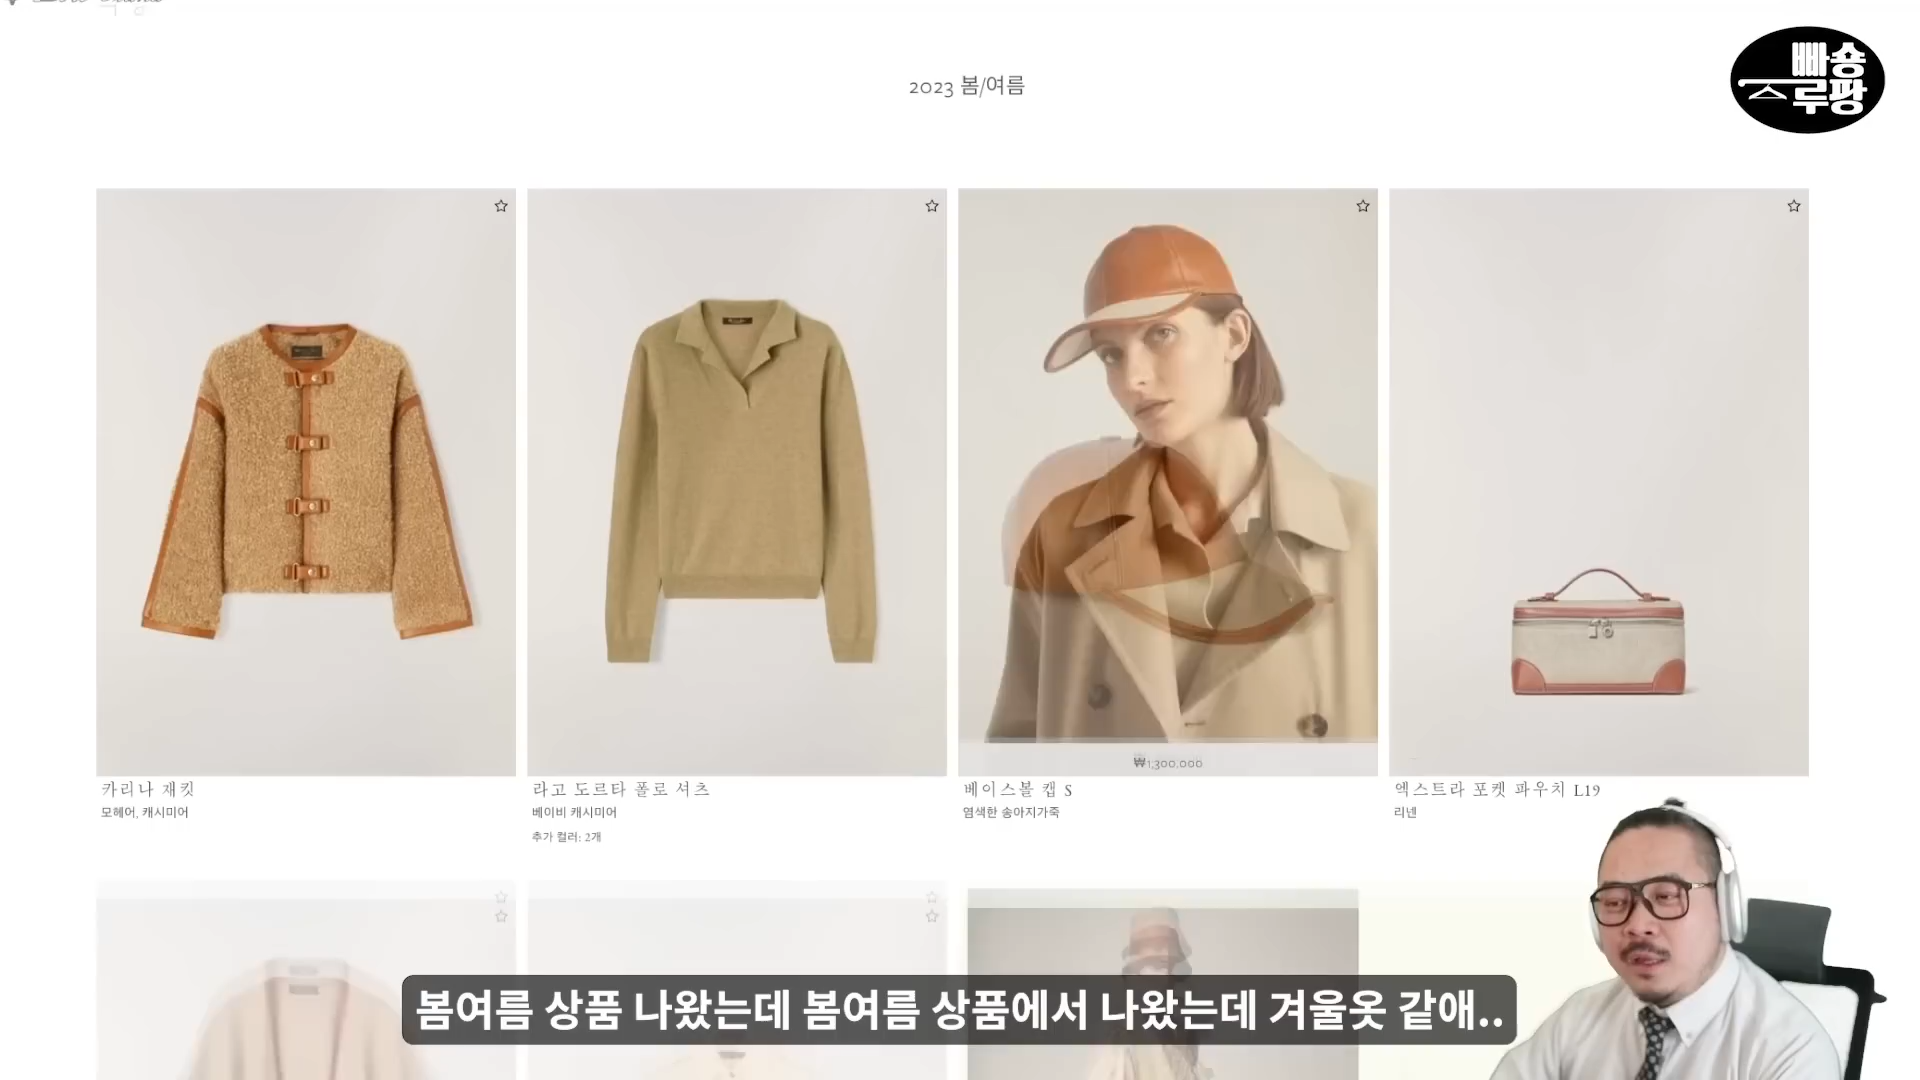 2023 봄/여름
빠숑
루팡
카리나 재킷
모헤어, 캐시미어
라고 도르타 폴로 셔츠
베이비 캐시미어
추가 컬러: 2개
₩1,300,000
베이스볼 캡 S
염색한 송아지가죽
엑스트라 포켓 파우치 L19
리넨
봄여름 상품 나왔는데 봄여름 상품에서 나왔는데 겨울옷 같애..